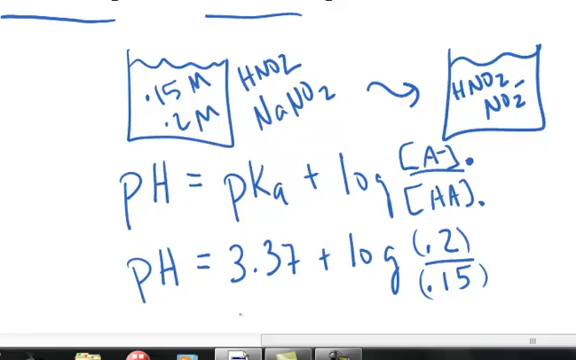 .15 M HNO2
.2 M NaNO2
HNO2
NO2-
pH = pKa + log [A-]. / [HA].
pH = 3.37 + log (.2) / (.15)